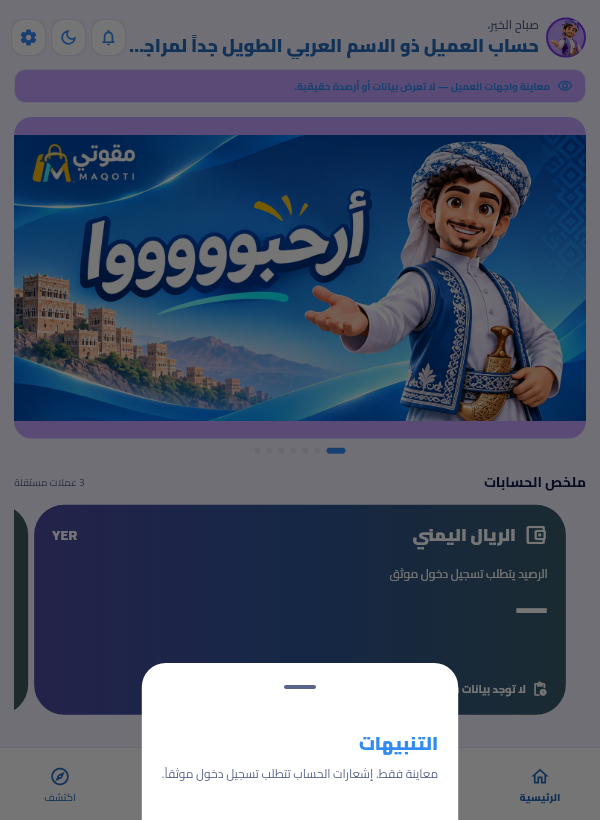 صباح الخير،
حساب العميل ذو الاسم العربي الطويل جداً لمراجـ...
معاينة واجهات العميل — لا تعرض بيانات أو أرصدة حقيقية.
مقوتي
MAQOTI
أرحبوووووا
ملخص الحسابات
3 عملات مستقلة
الريال اليمني
YER
الرصيد يتطلب تسجيل دخول موثق
—
لا توجد بيانات
التنبيهات
معاينة فقط. إشعارات الحساب تتطلب تسجيل دخول موثقاً.
الرئيسية
اكتشف